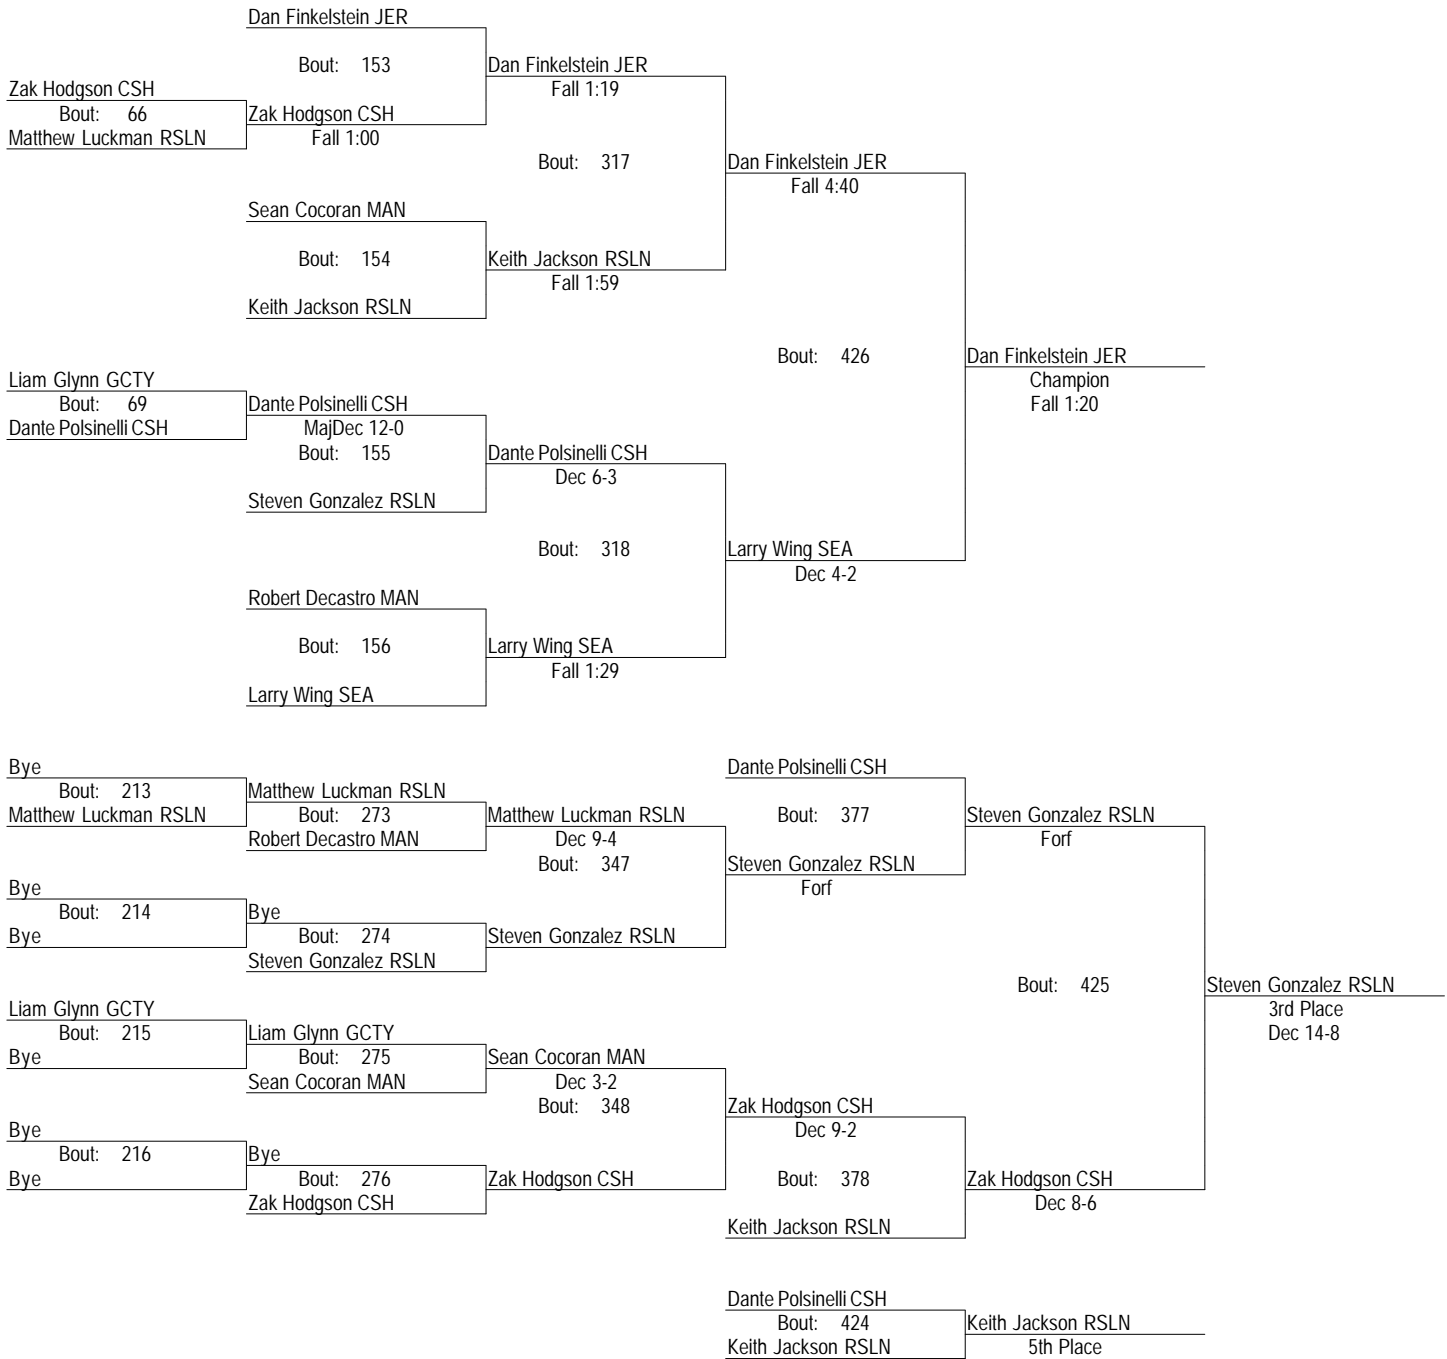 Dan Finkelstein JER
Bout: 153
Dan Finkelstein JER
Zak Hodgson CSH
Fall 1:19
Bout: 66
Zak Hodgson CSH
Matthew Luckman RSLN
Fall 1:00
Bout: 317
Dan Finkelstein JER
Fall 4:40
Sean Cocoran MAN
Bout: 154
Keith Jackson RSLN
Fall 1:59
Keith Jackson RSLN
Bout: 426
Dan Finkelstein JER
Liam Glynn GCTY
Champion
Bout: 69
Dante Polsinelli CSH
Fall 1:20
Dante Polsinelli CSH
MajDec 12-0
Bout: 155
Dante Polsinelli CSH
Dec 6-3
Steven Gonzalez RSLN
Bout: 318
Larry Wing SEA
Dec 4-2
Robert Decastro MAN
Bout: 156
Larry Wing SEA
Fall 1:29
Larry Wing SEA
Bye
Dante Polsinelli CSH
Bout: 213
Matthew Luckman RSLN
Matthew Luckman RSLN
Bout: 273
Matthew Luckman RSLN
Bout: 377
Steven Gonzalez RSLN
Robert Decastro MAN
Dec 9-4
Forf
Bout: 347
Steven Gonzalez RSLN
Bye
Forf
Bout: 214
Bye
Bye
Bout: 274
Steven Gonzalez RSLN
Steven Gonzalez RSLN
Bout: 425
Steven Gonzalez RSLN
Liam Glynn GCTY
3rd Place
Bout: 215
Liam Glynn GCTY
Dec 14-8
Bye
Bout: 275
Sean Cocoran MAN
Sean Cocoran MAN
Dec 3-2
Bout: 348
Zak Hodgson CSH
Bye
Dec 9-2
Bout: 216
Bye
Bye
Bout: 276
Zak Hodgson CSH
Bout: 378
Zak Hodgson CSH
Zak Hodgson CSH
Dec 8-6
Keith Jackson RSLN
Dante Polsinelli CSH
Bout: 424
Keith Jackson RSLN
Keith Jackson RSLN
5th Place